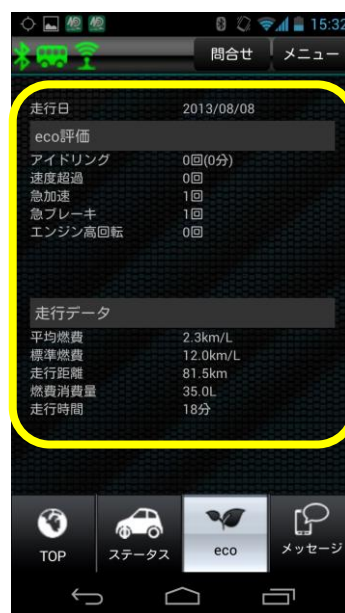 15:32
問合せ
メニュー
走行日 2013/08/08
eco評価
アイドリング 0回(0分)
速度超過 0回
急加速 1回
急ブレーキ 1回
エンジン高回転 0回
走行データ
平均燃費 2.3km/L
標準燃費 12.0km/L
走行距離 81.5km
燃費消費量 35.0L
走行時間 18分
TOP
ステータス
eco
メッセージ